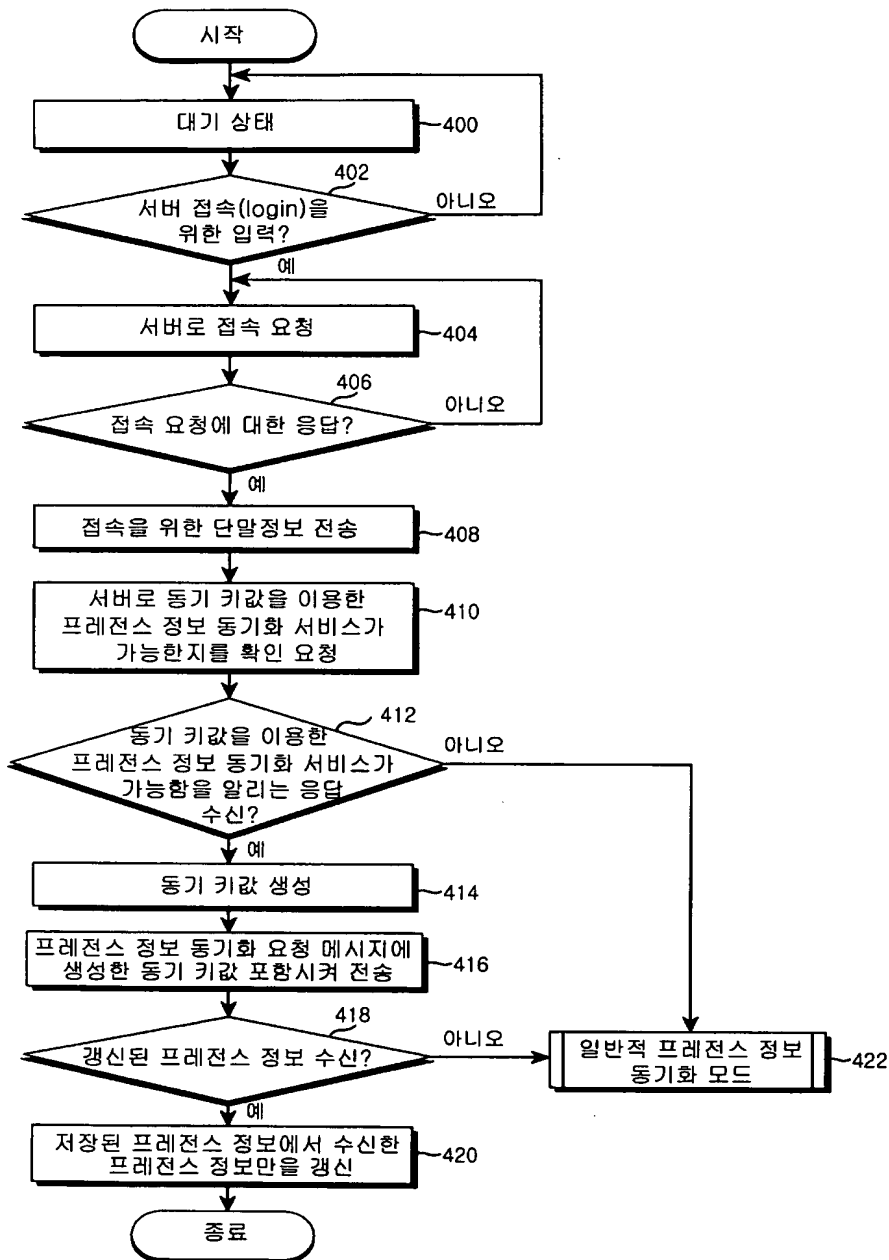 시작
대기 상태
400
402
서버 접속(login)을
위한 입력?
아니오
예
서버로 접속 요청
404
406
접속 요청에 대한 응답?
아니오
예
접속을 위한 단말정보 전송
408
서버로 동기 키값을 이용한
프레전스 정보 동기화 서비스가
가능한지를 확인 요청
410
412
동기 키값을 이용한
프레전스 정보 동기화 서비스가
가능함을 알리는 응답
수신?
아니오
예
동기 키값 생성
414
프레전스 정보 동기화 요청 메시지에
생성한 동기 키값 포함시켜 전송
416
418
갱신된 프레전스 정보 수신?
아니오
일반적 프레전스 정보
동기화 모드
422
예
저장된 프레전스 정보에서 수신한
프레전스 정보만을 갱신
420
종료